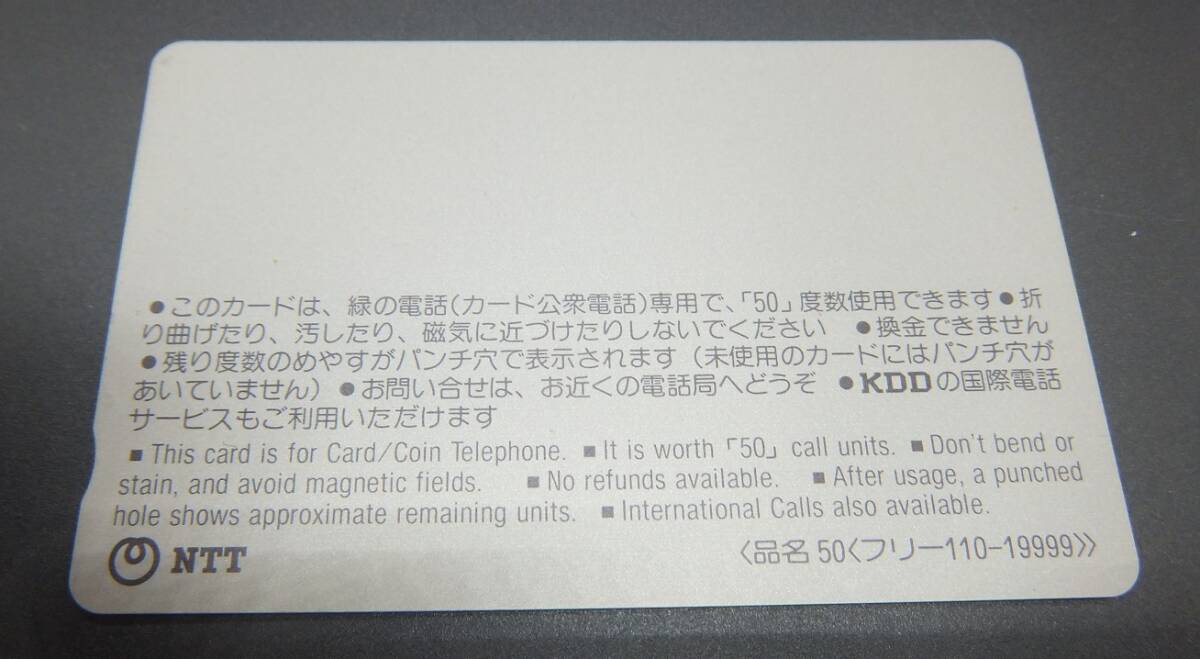 ●このカードは、緑の電話(カード公衆電話)専用で、「50」度数使用できます●折
り曲げたり、汚したり、磁気に近づけたりしないでください ●換金できません
●残り度数のめやすがパンチ穴で表示されます(未使用のカードにはパンチ穴が
あいていません)●お問い合せは、お近くの電話局へどうぞ ●KDDの国際電話
サービスもご利用いただけます
■This card is for Card/Coin Telephone. ■It is worth「50」call units. ■Don't bend or
stain, and avoid magnetic fields. ■No refunds available. ■After usage, a punched
hole shows approximate remaining units. ■International Calls also available.
NTT 〈品名 50〈フリー110-19999〉〉